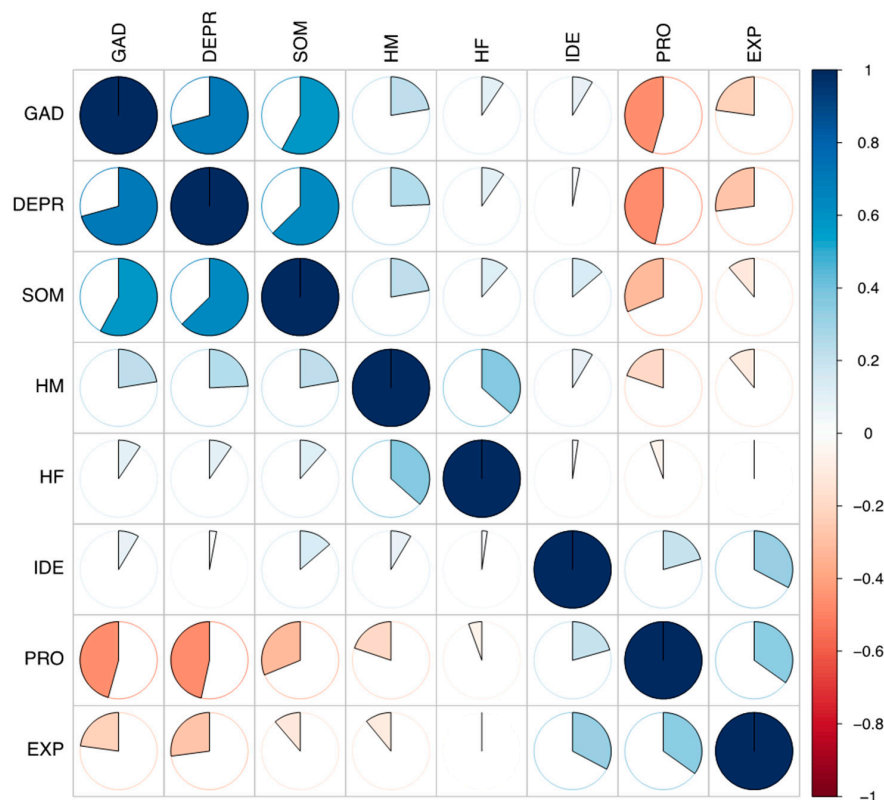 GAD DEPR SOM HM HF IDE PRO EXP
GAD
DEPR
SOM
HM
HF
IDE
PRO
EXP
1
0.8
0.6
0.4
0.2
0
−0.2
−0.4
−0.6
−0.8
−1